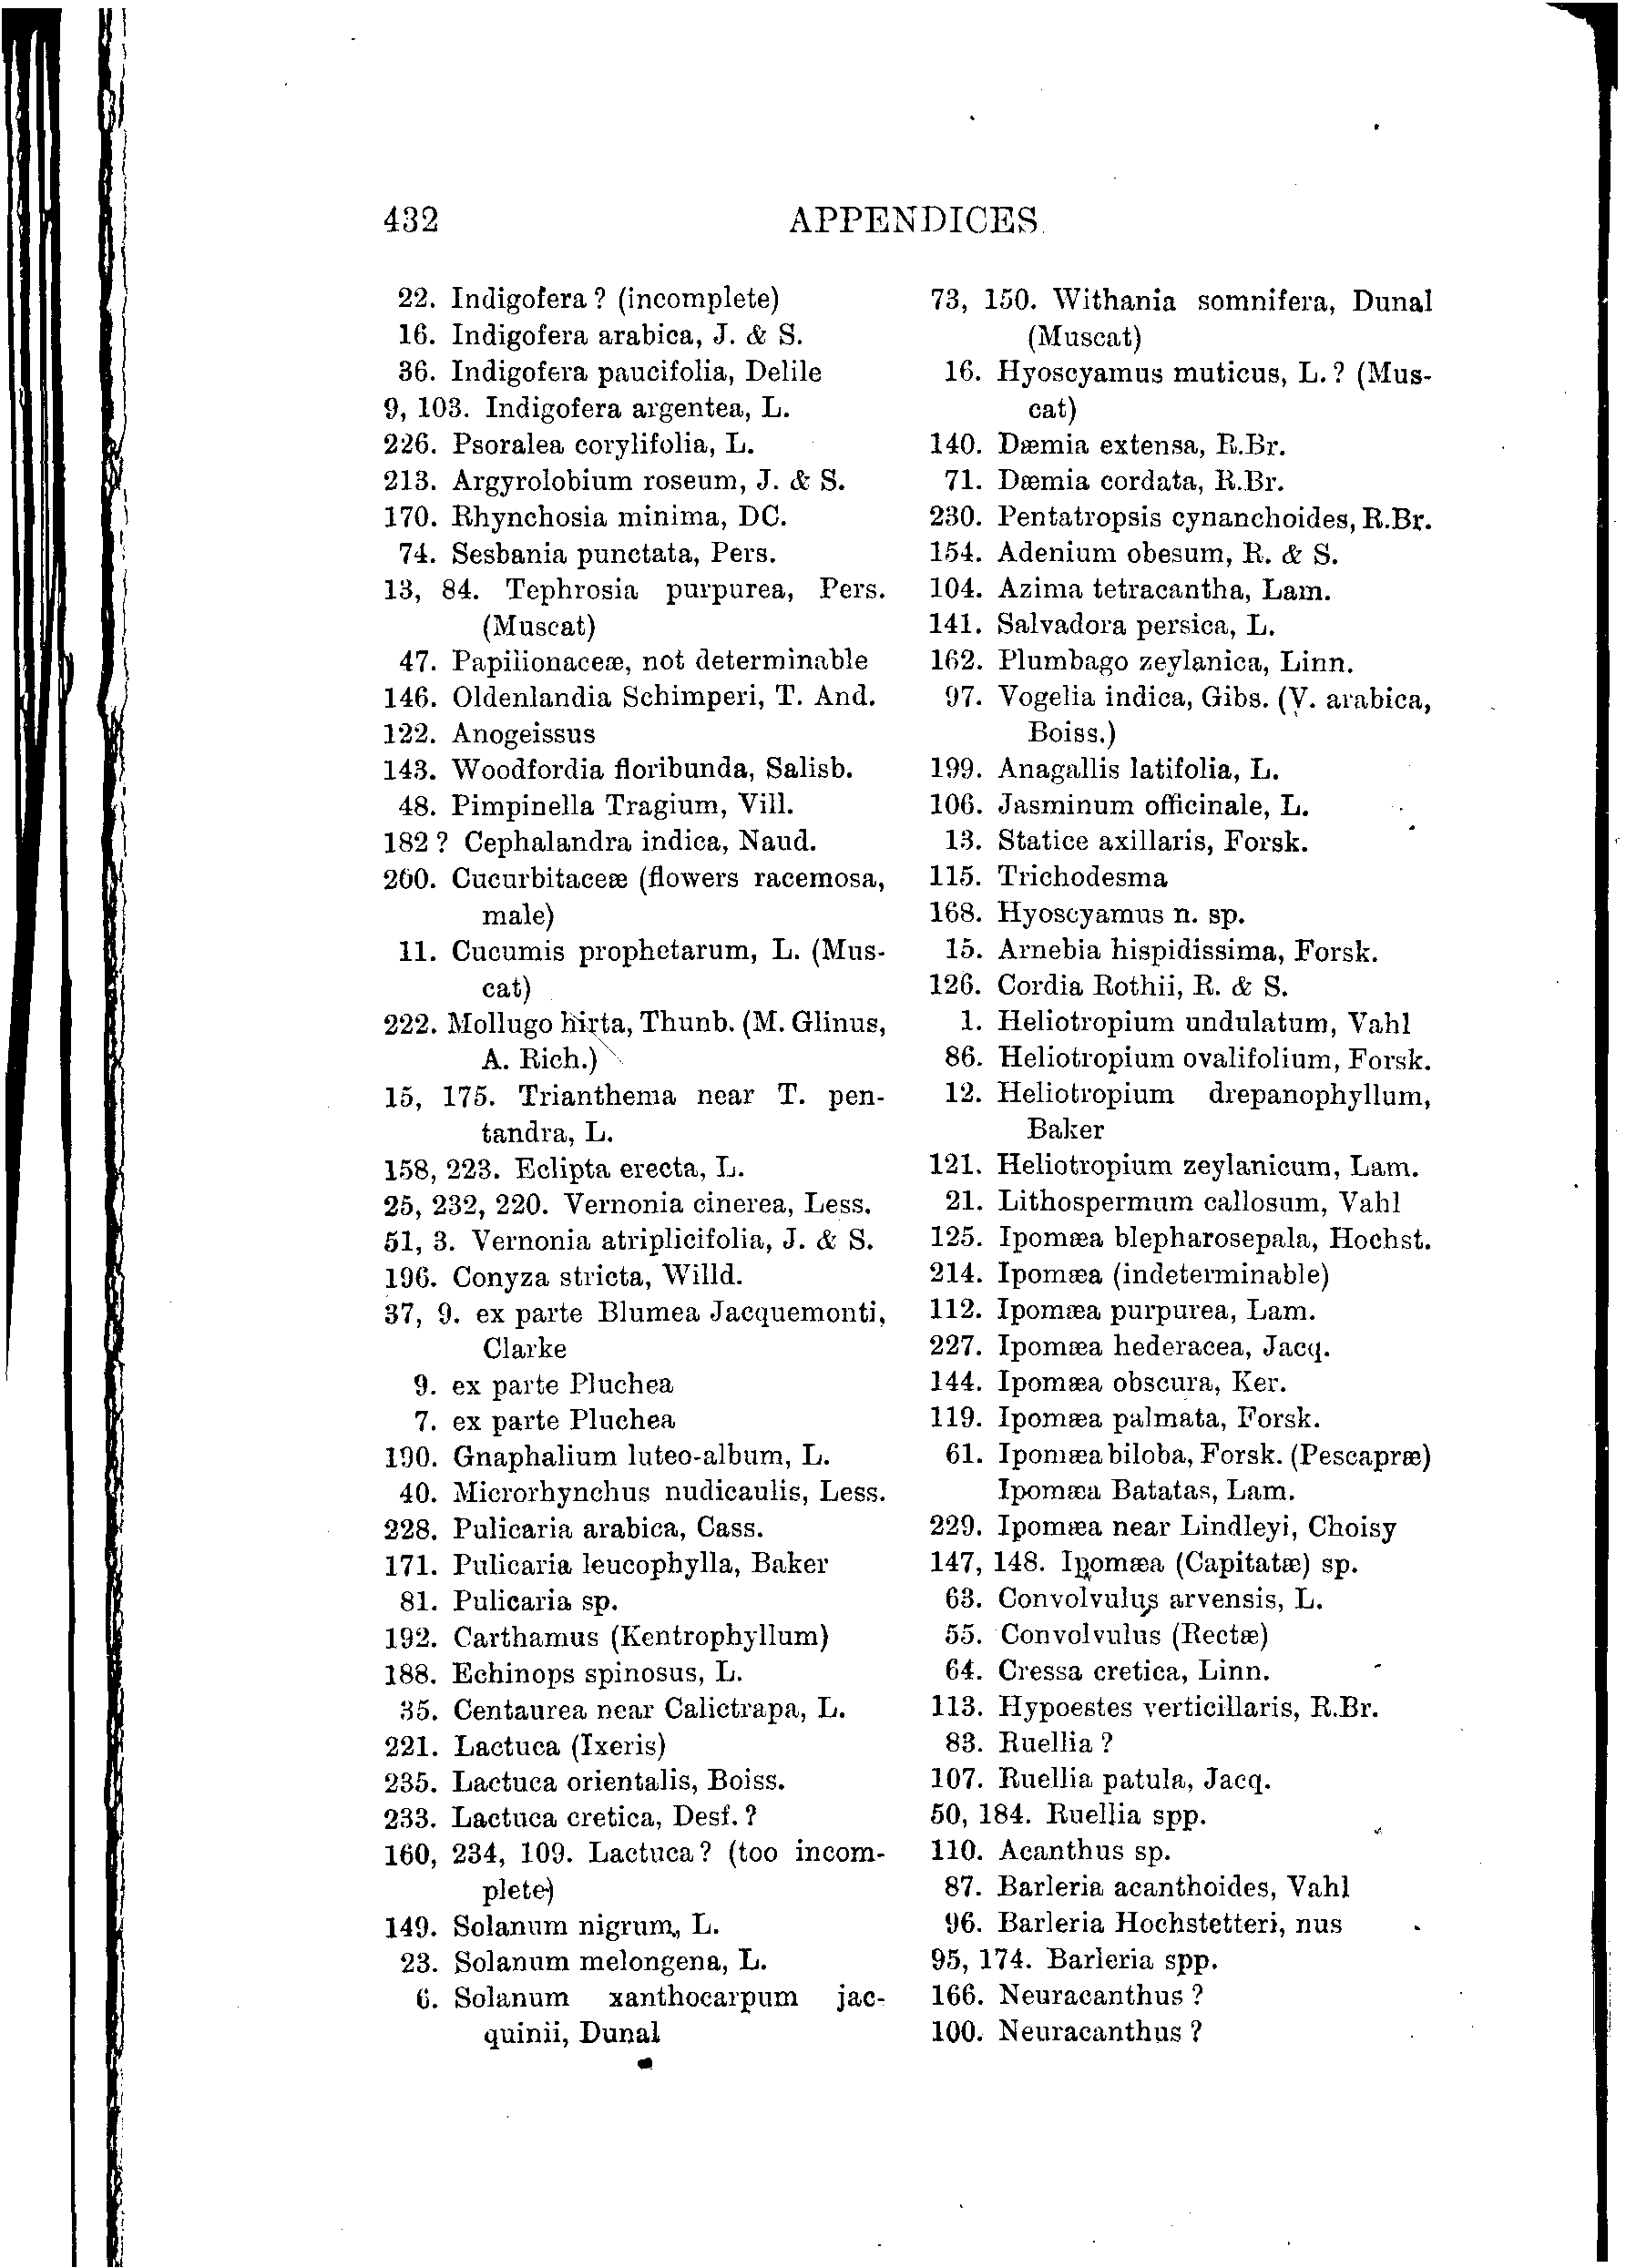 432 APPENDICES
22. Indigofera ? (incomplete)
16. Indigofera arabica, J. & S.
36. Indigofera paucifolia, Delile
9, 103. Indigofera argentea, L.
226. Psoralea corylifolia, L.
213. Argyrolobium roseum, J. & S.
170. Rhynchosia minima, DC.
74. Sesbania punctata, Pers.
13, 84. Tephrosia purpurea, Pers.
(Muscat)
47. Papilionaceæ, not determinable
146. Oldenlandia Schimperi, T. And.
122. Anogeissus
143. Woodfordia floribunda, Salisb.
48. Pimpinella Tragium, Vill.
182 ? Cephalandra indica, Naud.
260. Cucurbitaceæ (flowers racemosa,
male)
11. Cucumis prophetarum, L. (Mus-
cat)
222. Mollugo hirta, Thunb. (M. Glinus,
A. Rich.)
15, 175. Trianthema near T. pen-
tandra, L.
158, 223. Eclipta erecta, L.
25, 232, 220. Vernonia cinerea, Less.
51, 3. Vernonia atriplicifolia, J. & S.
196. Conyza stricta, Willd.
37, 9. ex parte Blumea Jacquemonti,
Clarke
9. ex parte Pluchea
7. ex parte Pluchea
190. Gnaphalium luteo-album, L.
40. Microrhynchus nudicaulis, Less.
228. Pulicaria arabica, Cass.
171. Pulicaria leucophylla, Baker
81. Pulicaria sp.
192. Carthamus (Kentrophyllum)
188. Echinops spinosus, L.
35. Centaurea near Calictrapa, L.
221. Lactuca (Ixeris)
235. Lactuca orientalis, Boiss.
233. Lactuca cretica, Desf. ?
160, 234, 109. Lactuca ? (too incom-
plete)
149. Solanum nigrum, L.
23. Solanum melongena, L.
6. Solanum xanthocarpum jac-
quinii, Dunal
73, 150. Withania somnifera, Dunal
(Muscat)
16. Hyoscyamus muticus, L. ? (Mus-
cat)
140. Dæmia extensa, R.Br.
71. Dæmia cordata, R.Br.
230. Pentatropsis cynanchoides, R.Br.
154. Adenium obesum, R. & S.
104. Azima tetracantha, Lam.
141. Salvadora persica, L.
162. Plumbago zeylanica, Linn.
97. Vogelia indica, Gibs. (V. arabica,
Boiss.)
199. Anagallis latifolia, L.
106. Jasminum officinale, L.
13. Statice axillaris, Forsk.
115. Trichodesma
168. Hyoscyamus n. sp.
15. Arnebia hispidissima, Forsk.
126. Cordia Rothii, R. & S.
1. Heliotropium undulatum, Vahl
86. Heliotropium ovalifolium, Forsk.
12. Heliotropium drepanophyllum,
Baker
121. Heliotropium zeylanicum, Lam.
21. Lithospermum callosum, Vahl
125. Ipomæa blepharosepala, Hochst.
214. Ipomæa (indeterminable)
112. Ipomæa purpurea, Lam.
227. Ipomæa hederacea, Jacq.
144. Ipomæa obscura, Ker.
119. Ipomæa palmata, Forsk.
61. Ipomæa biloba, Forsk. (Pescapræ)
Ipomæa Batatas, Lam.
229. Ipomæa near Lindleyi, Choisy
147, 148. Ipomæa (Capitatæ) sp.
63. Convolvulus arvensis, L.
55. Convolvulus (Rectæ)
64. Cressa cretica, Linn.
113. Hypoestes verticillaris, R.Br.
83. Ruellia ?
107. Ruellia patula, Jacq.
50, 184. Ruellia spp.
110. Acanthus sp.
87. Barleria acanthoides, Vahl
96. Barleria Hochstetteri, nus
95, 174. Barleria spp.
166. Neuracanthus ?
100. Neuracanthus ?